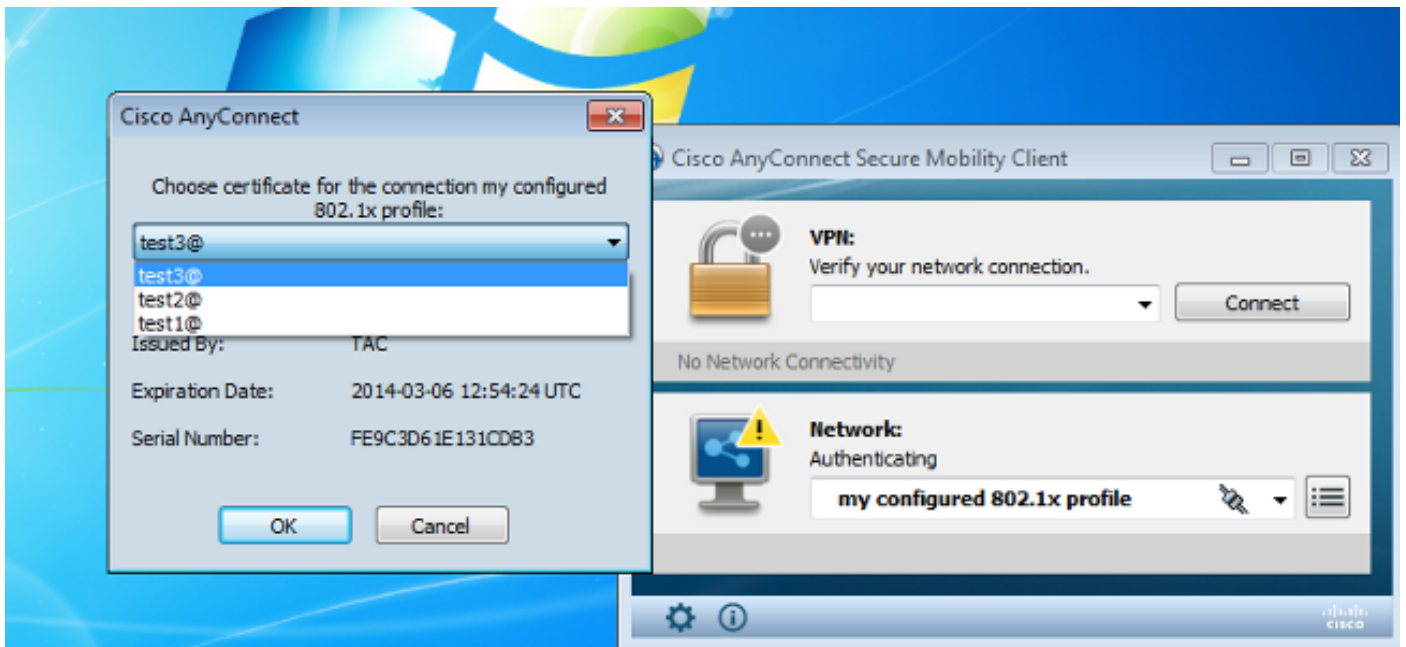 Cisco AnyConnect
Choose certificate for the connection my configured
802.1x profile:
test3@
test3@
test2@
test1@
Issued By: TAC
Expiration Date: 2014-03-06 12:54:24 UTC
Serial Number: FE9C3D61E131CDB3
OK Cancel
Cisco AnyConnect Secure Mobility Client
VPN:
Verify your network connection.
Connect
No Network Connectivity
Network:
Authenticating
my configured 802.1x profile
cisco